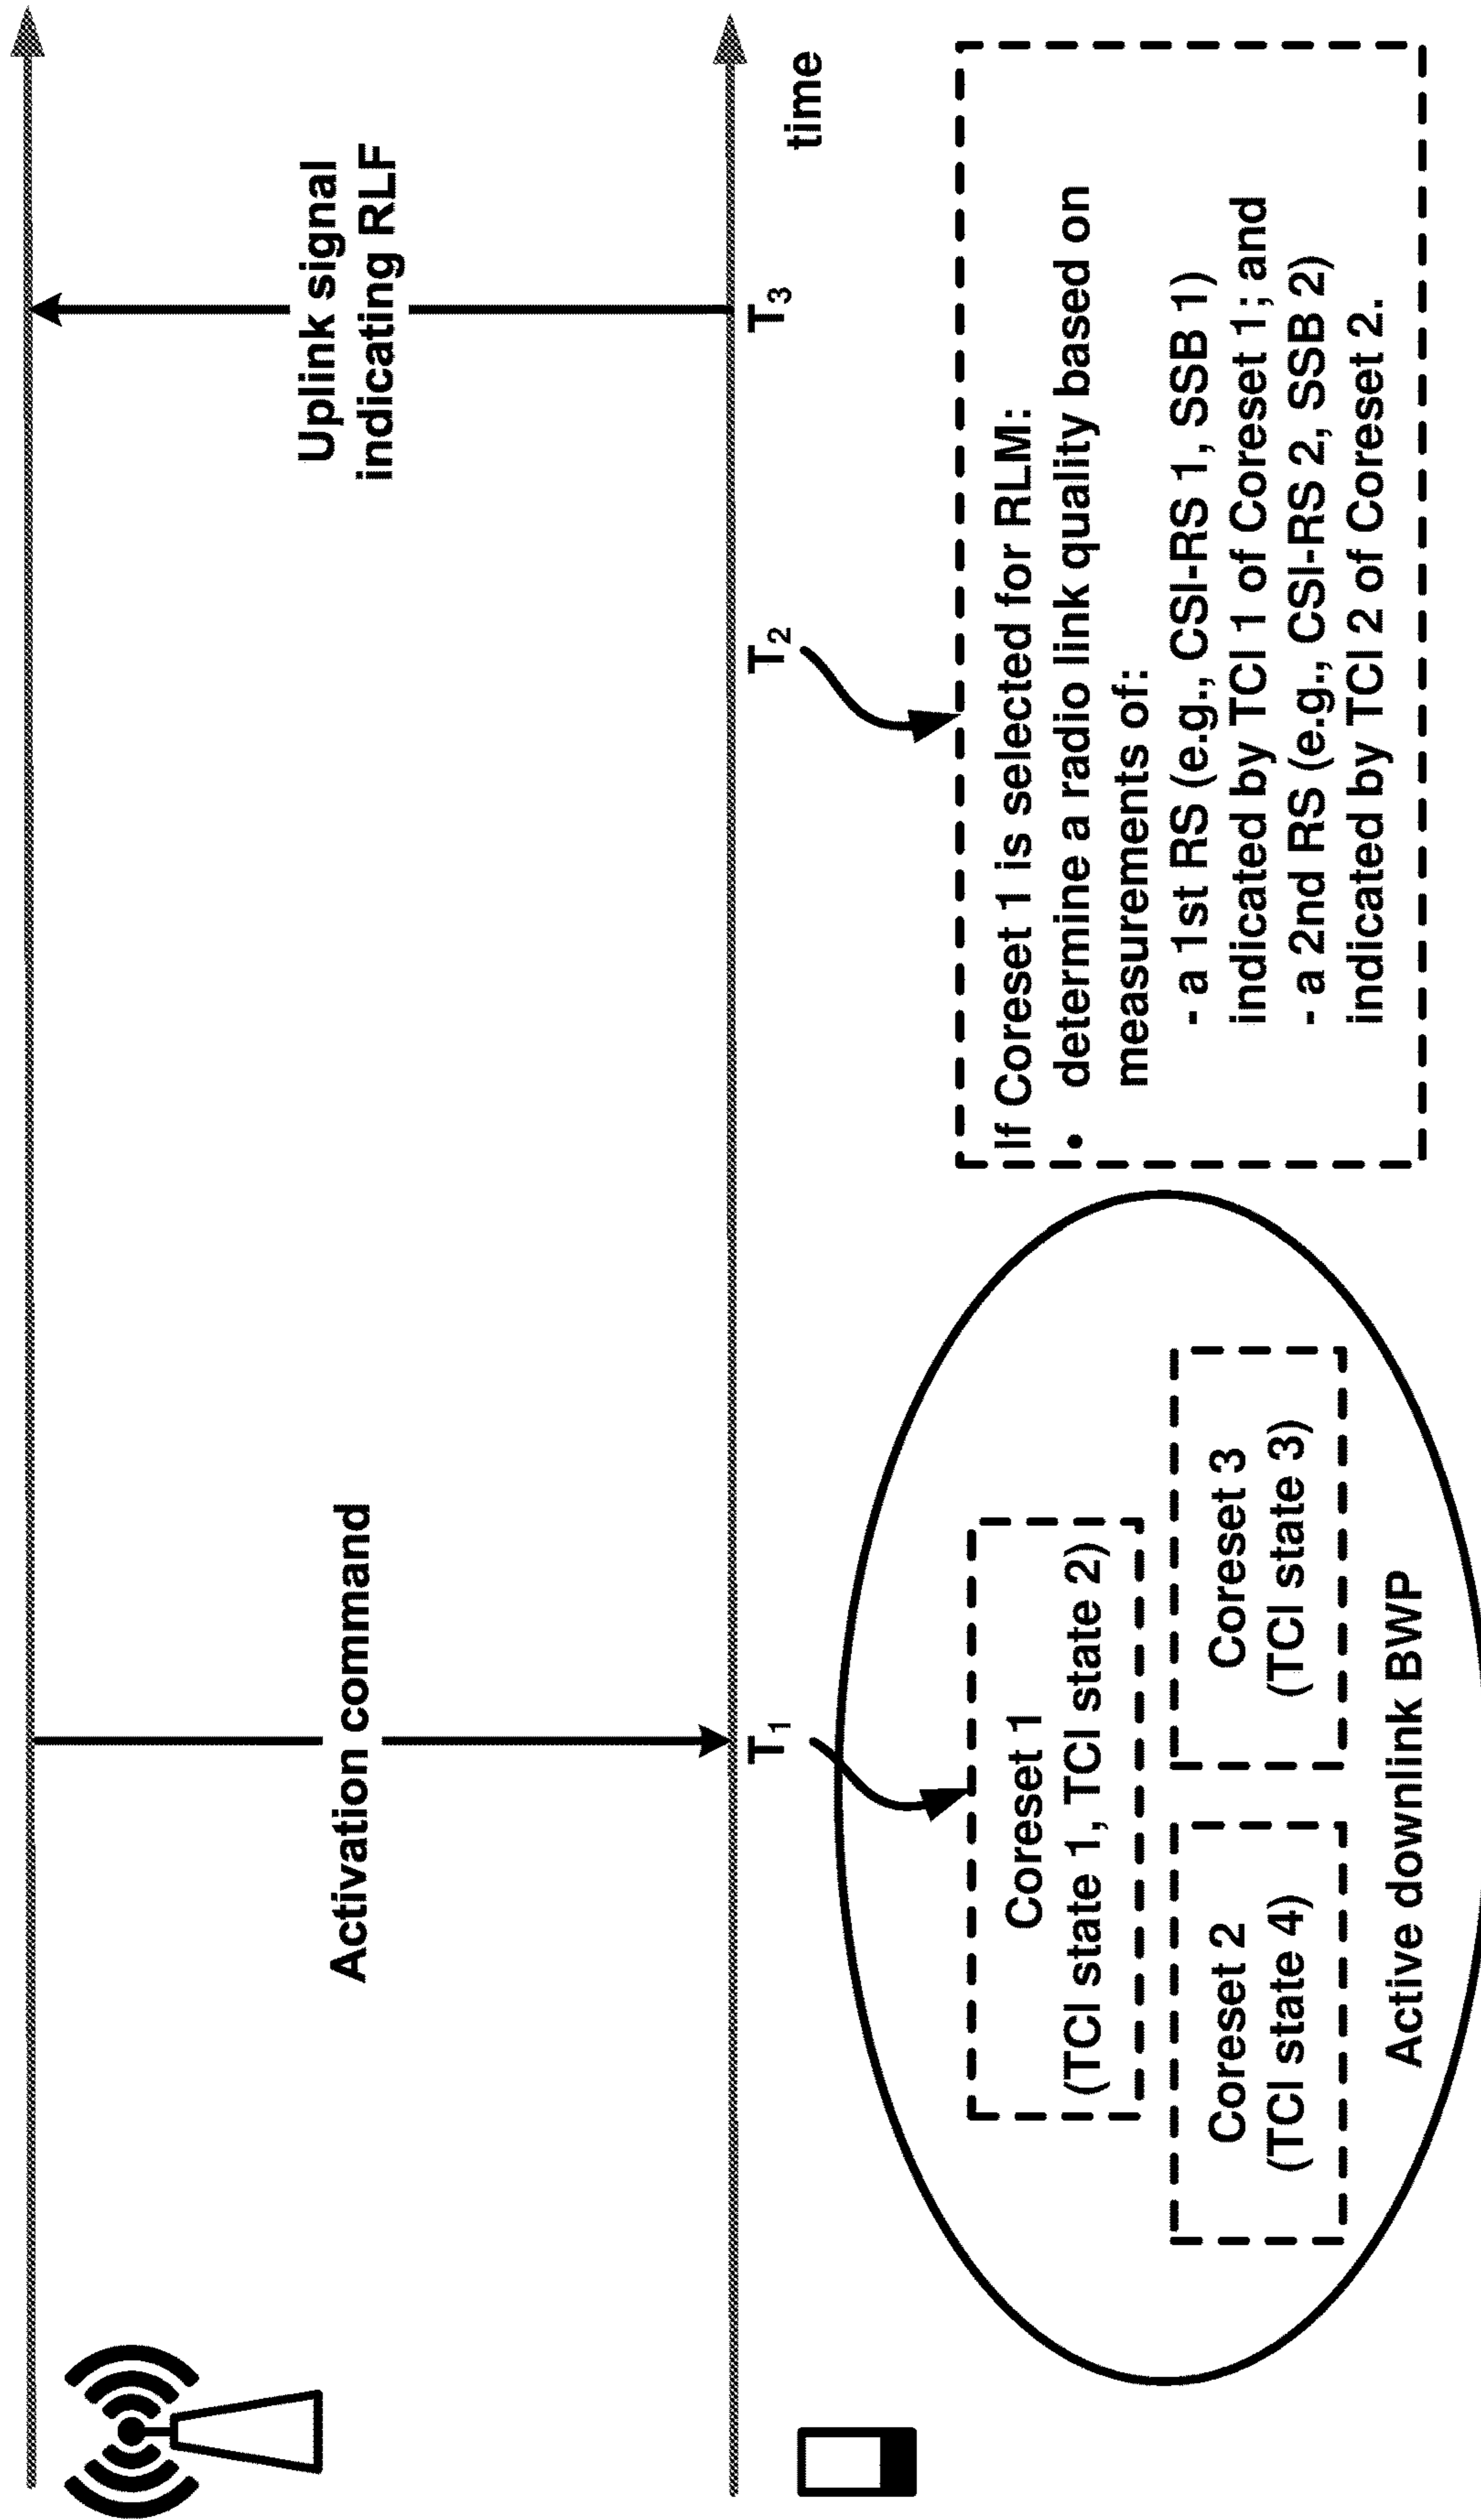 Activation command
Uplink signal
indicating RLF
T1
T2
T3
time
Coreset 1
(TCI state 1, TCI state 2)
Coreset 2
(TCI state 4)
Coreset 3
(TCI state 3)
Active downlink BWP
If Coreset 1 is selected for RLM:
• determine a radio link quality based on
measurements of:
- a 1st RS (e.g., CSI-RS 1, SSB 1)
indicated by TCI 1 of Coreset 1; and
- a 2nd RS (e.g., CSI-RS 2, SSB 2)
indicated by TCI 2 of Coreset 2.